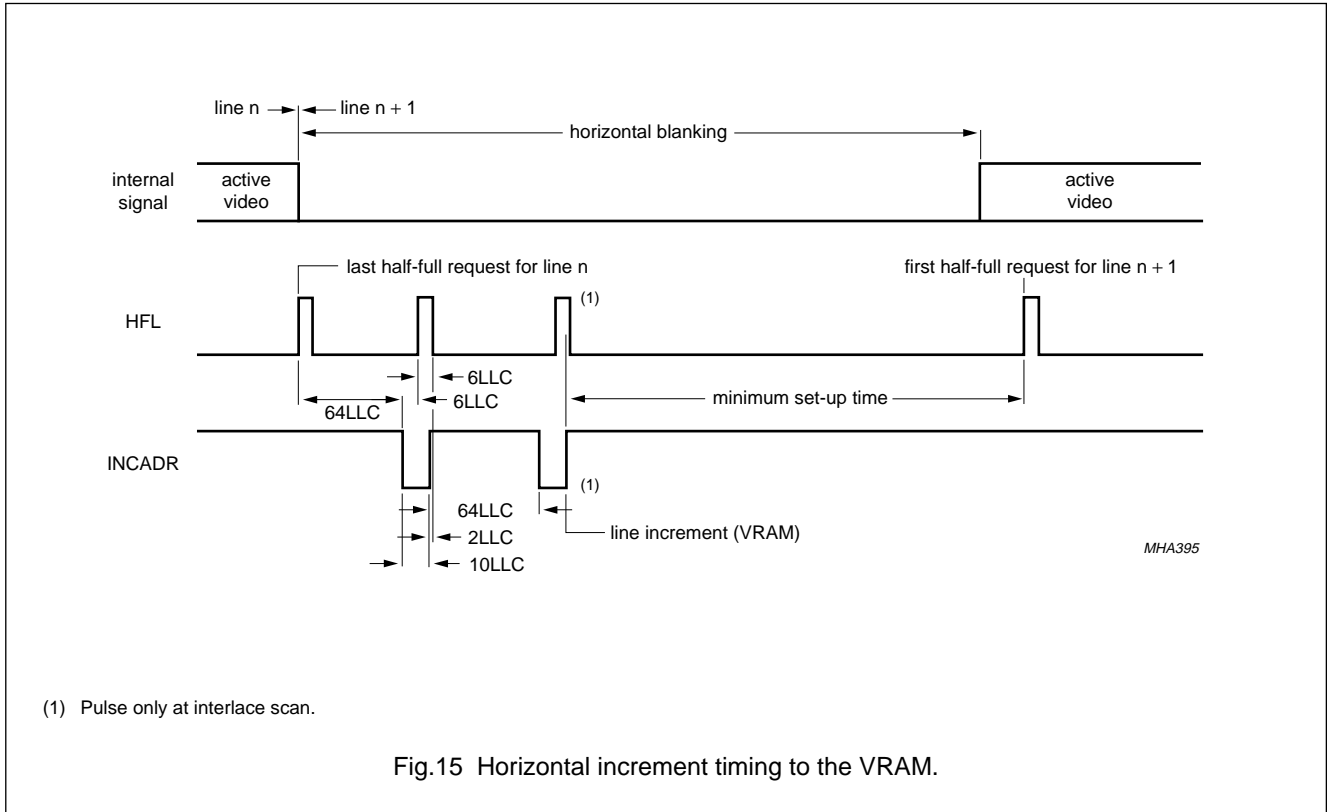 line n
line n + 1
horizontal blanking
internal signal
active video
active video
last half-full request for line n
first half-full request for line n + 1
(1)
HFL
6LLC
6LLC
64LLC
minimum set-up time
INCADR
(1)
64LLC
2LLC
10LLC
line increment (VRAM)
MHA395
(1) Pulse only at interlace scan.
Fig.15 Horizontal increment timing to the VRAM.